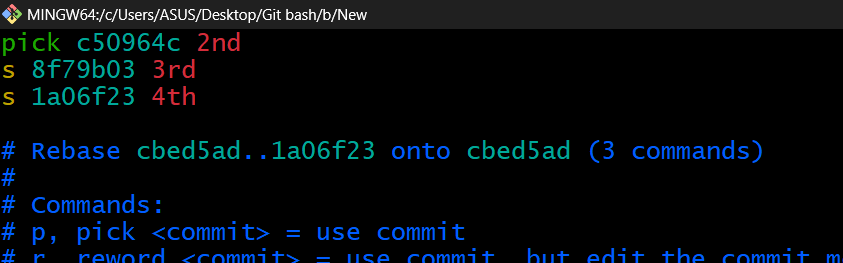 MINGW64:/c/Users/ASUS/Desktop/Git bash/b/New
pick c50964c 2nd
s 8f79b03 3rd
s 1a06f23 4th
# Rebase cbed5ad..1a06f23 onto cbed5ad (3 commands)
#
# Commands:
# p, pick <commit> = use commit
# r, reword <commit> = use commit, but edit the commit m